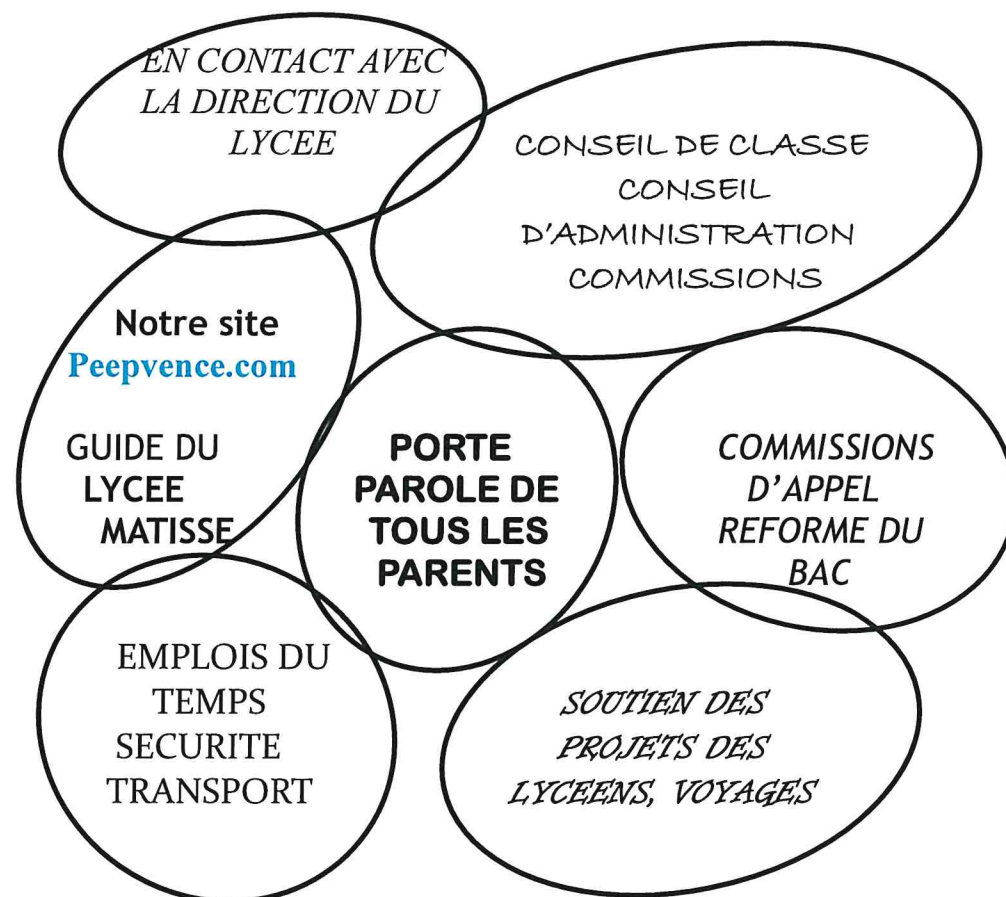 EN CONTACT AVEC
LA DIRECTION DU
LYCEE
CONSEIL DE CLASSE
CONSEIL
D'ADMINISTRATION
COMMISSIONS
Notre site
Peepvence.com
GUIDE DU
LYCEE
MATISSE
PORTE
PAROLE DE
TOUS LES
PARENTS
COMMISSIONS
D'APPEL
REFORME DU
BAC
EMPLOIS DU
TEMPS
SECURITE
TRANSPORT
SOUTIEN DES
PROJETS DES
LYCEENS, VOYAGES